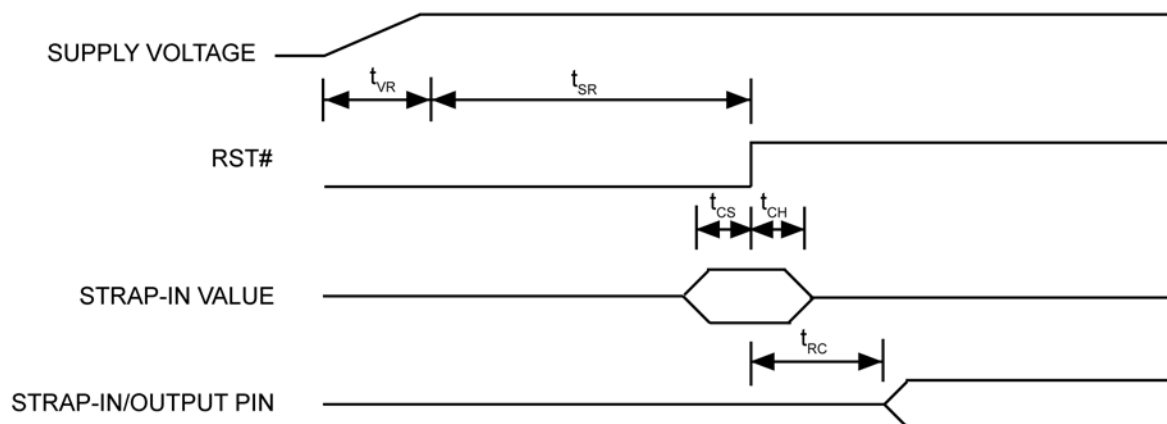 SUPPLY VOLTAGE
tVR
tSR
RST#
tCS
tCH
STRAP-IN VALUE
tRC
STRAP-IN/OUTPUT PIN